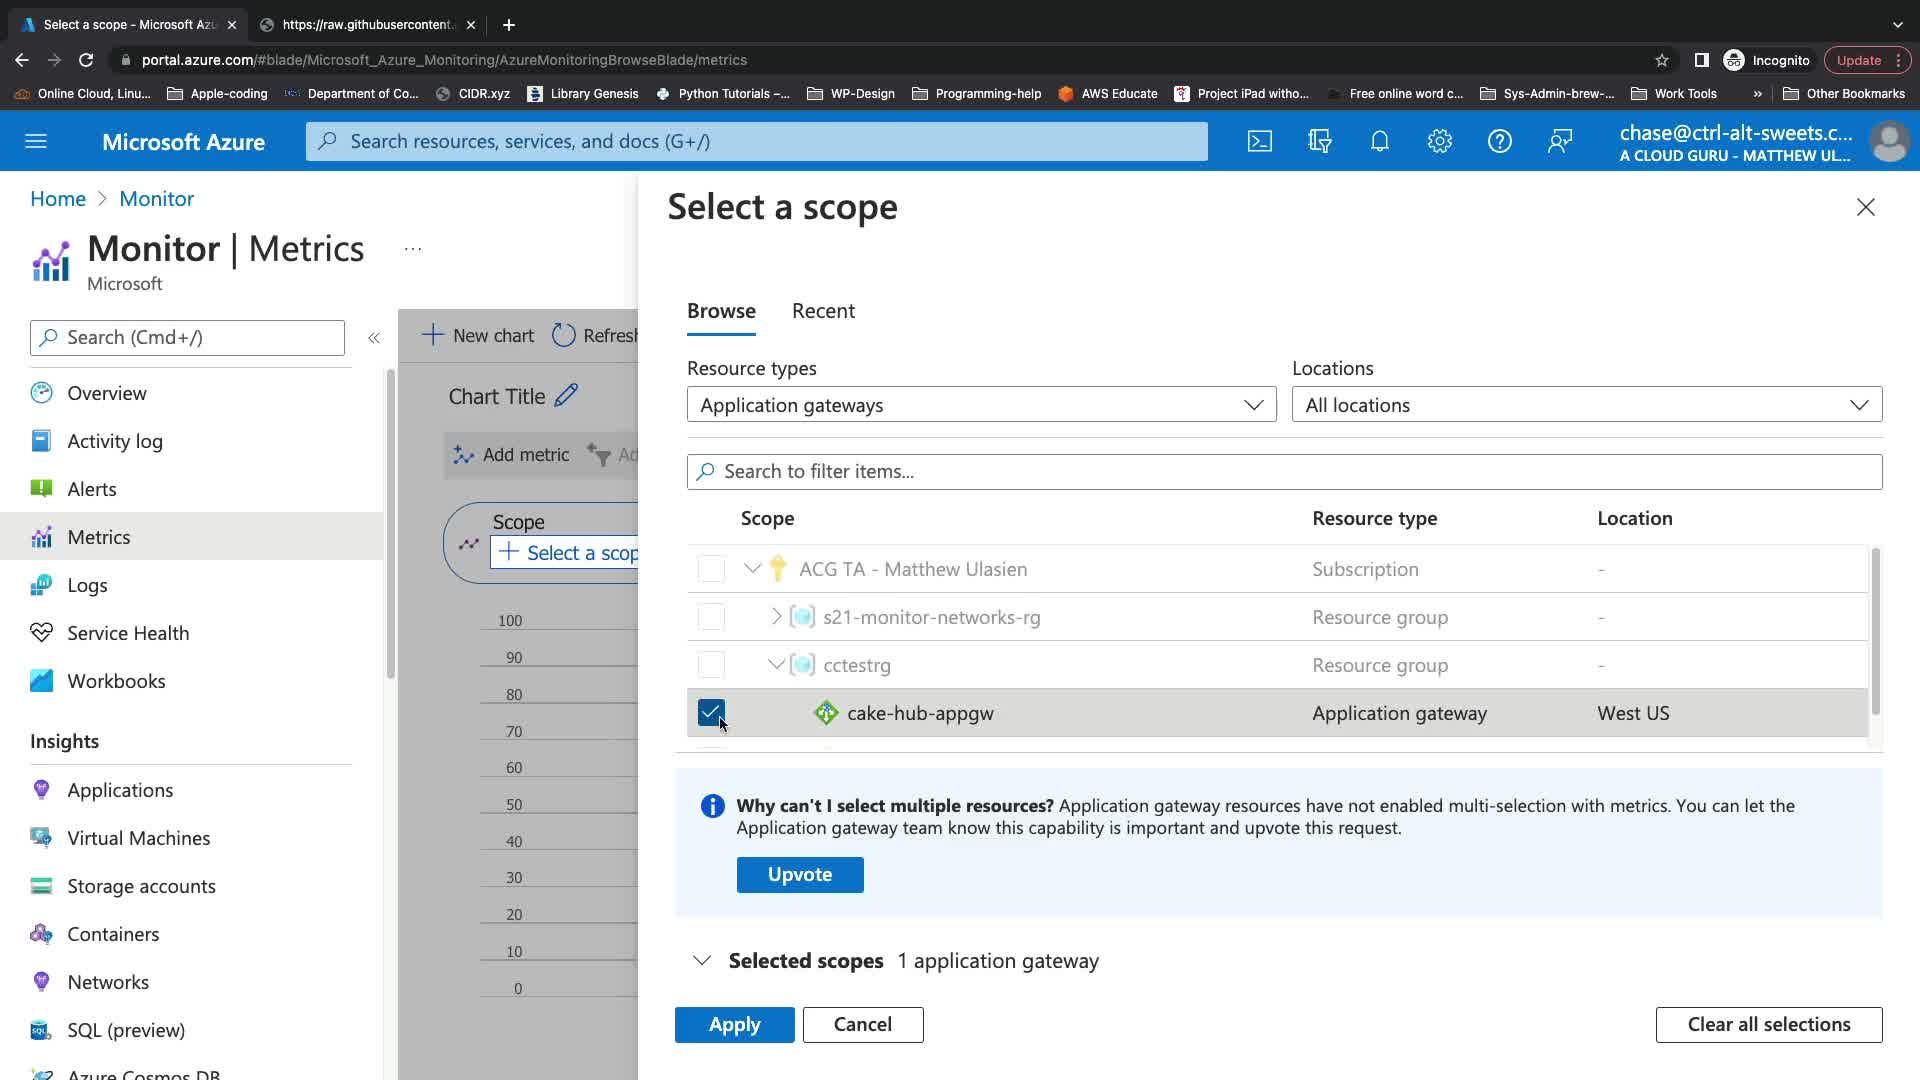 Select a scope - Microsoft Azu
https://raw.githubusercontent.
portal.azure.com/#blade/Microsoft_Azure_Monitoring/AzureMonitoringBrowseBlade/metrics
Incognito
Update
Online Cloud, Linu...
Apple-coding
Department of Co...
CIDR.xyz
Library Genesis
Python Tutorials –...
WP-Design
Programming-help
AWS Educate
Project iPad witho...
Free online word c...
Sys-Admin-brew-...
Work Tools
»
Other Bookmarks
Microsoft Azure
Search resources, services, and docs (G+/)
chase@ctrl-alt-sweets.c...
A CLOUD GURU - MATTHEW UL...
Home > Monitor
Monitor | Metrics ...
Microsoft
Search (Cmd+/)
«
Overview
Activity log
Alerts
Metrics
Logs
Service Health
Workbooks
Insights
Applications
Virtual Machines
Storage accounts
Containers
Networks
SQL (preview)
Azure Cosmos DB
New chart
Refresh
Chart Title
Add metric
Ad
Scope
Select a scop
100
90
80
70
60
50
40
30
20
10
0
Select a scope
Browse
Recent
Resource types
Locations
Application gateways
All locations
Search to filter items...
Scope Resource type Location
ACG TA - Matthew Ulasien Subscription -
s21-monitor-networks-rg Resource group -
cctestrg Resource group -
cake-hub-appgw Application gateway West US
Why can't I select multiple resources? Application gateway resources have not enabled multi-selection with metrics. You can let the
Application gateway team know this capability is important and upvote this request.
Upvote
Selected scopes 1 application gateway
Apply
Cancel
Clear all selections